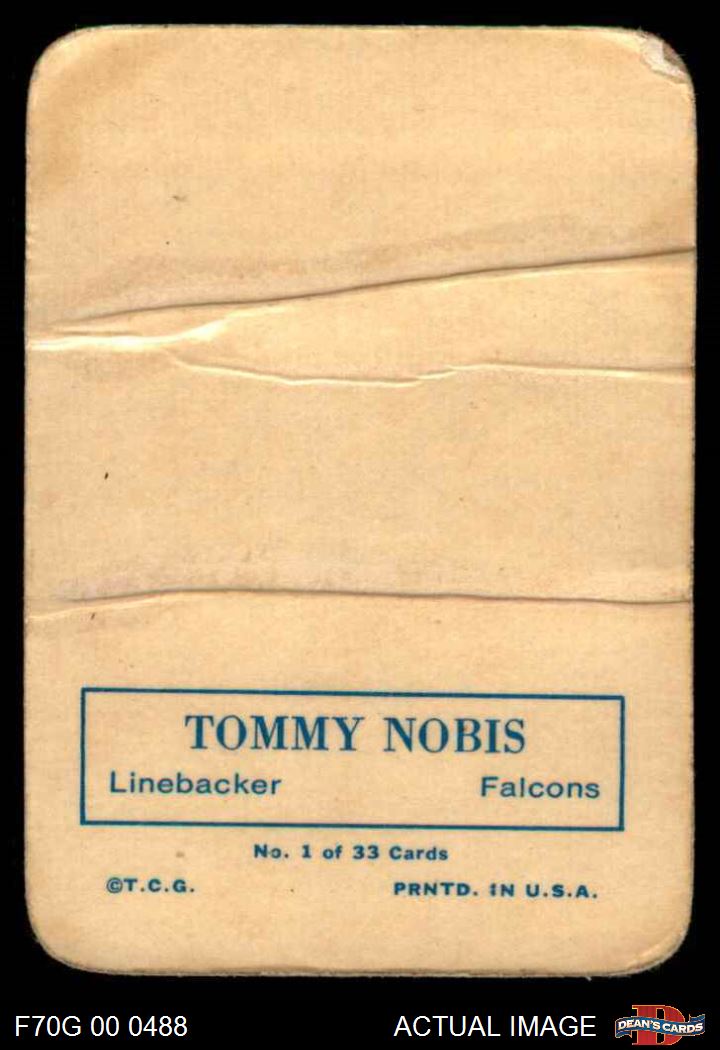 TOMMY NOBIS
Linebacker Falcons
No. 1 of 33 Cards
©T.C.G. PRNTD. IN U.S.A.
F70G 00 0488 ACTUAL IMAGE DEAN'S CARDS